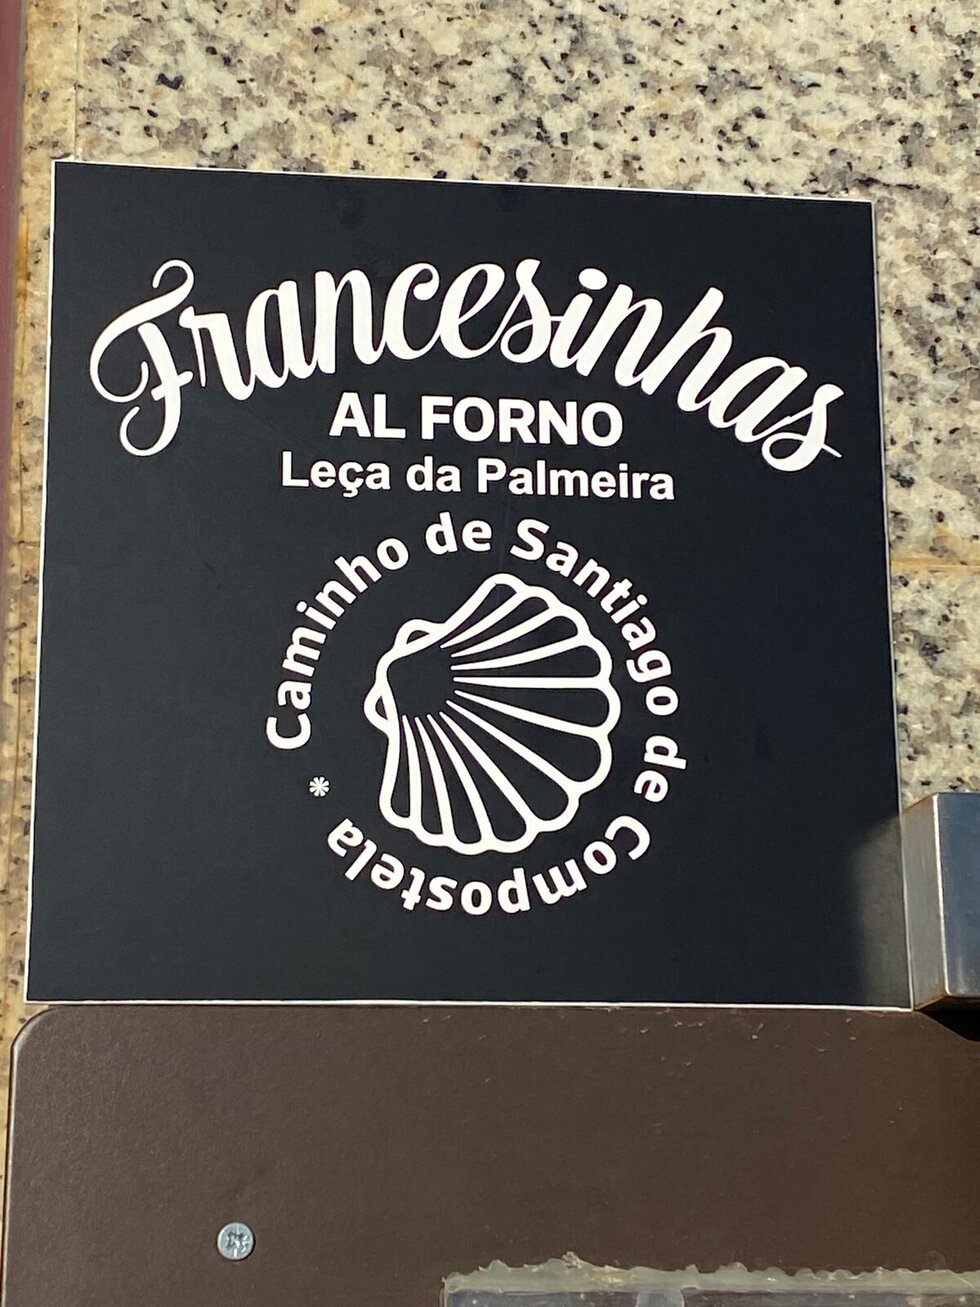 Francesinhas
AL FORNO
Leça da Palmeira
Caminho de Santiago de Compostela *